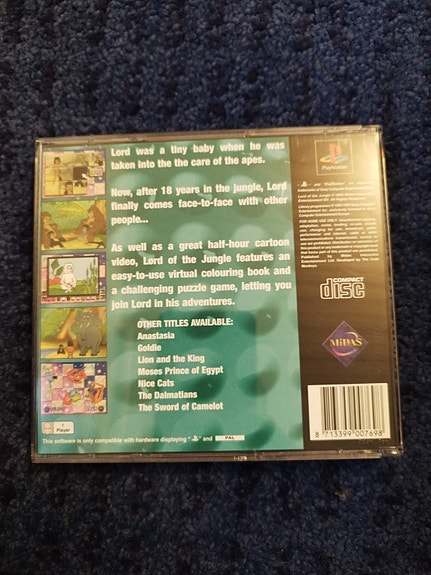 Lord was a tiny baby when he was
taken into the the care of the apes.
Now, after 18 years in the jungle, Lord
finally comes face-to-face with other
people...
As well as a great half-hour cartoon
video, Lord of the Jungle features an
easy-to-use virtual colouring book and
a challenging puzzle game, letting you
join Lord in his adventures.
OTHER TITLES AVAILABLE:
Anastasia
Goldie
Lion and the King
Moses Prince of Egypt
Nice Cats
The Dalmatians
The Sword of Camelot
1
Player
This software is only compatible with hardware displaying " " and PAL
PlayStation
COMPACT
disc
MiDAS
8 713399 007698